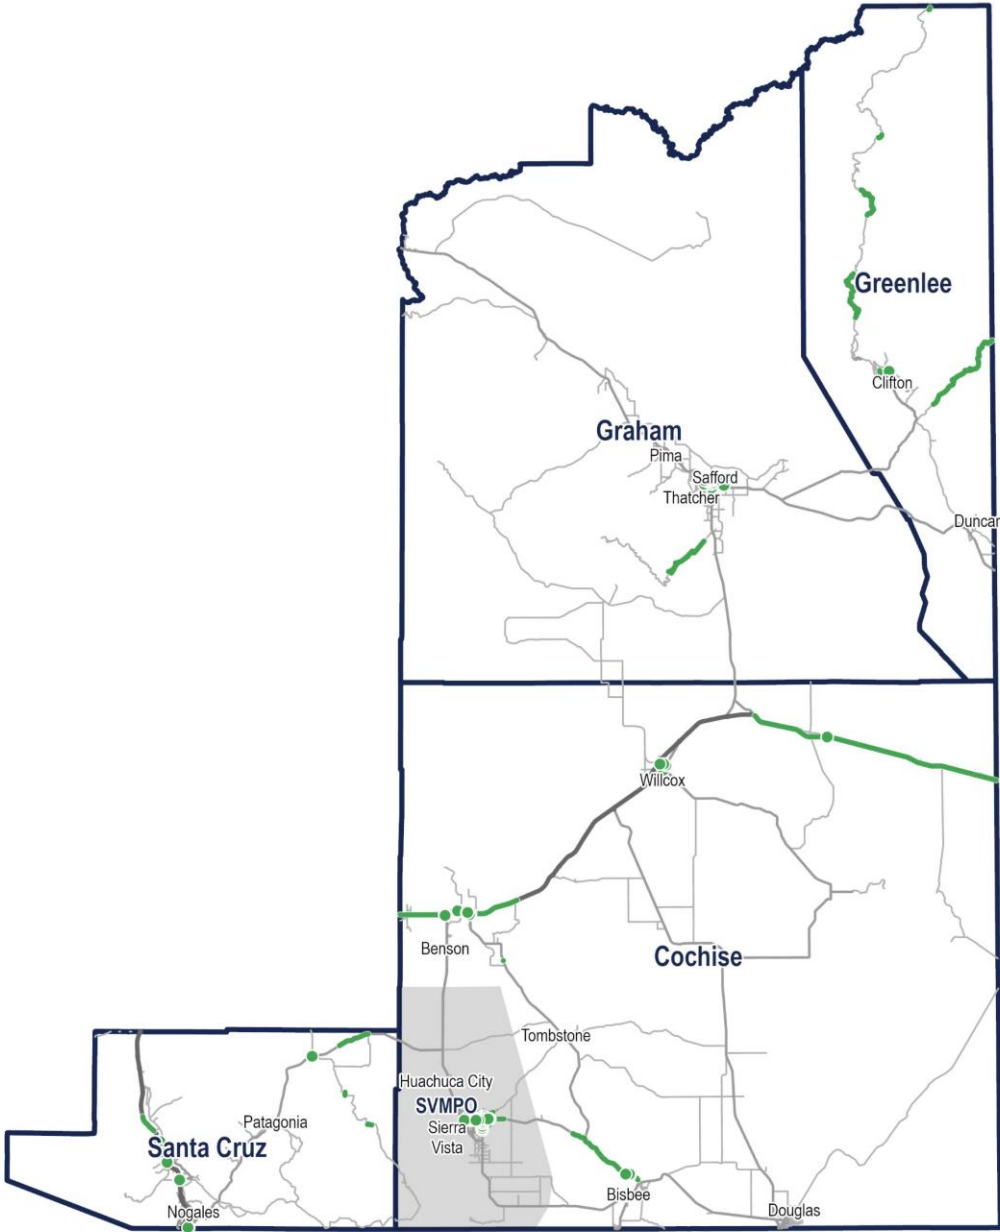 Greenlee
Clifton
Graham
Pima
Safford
Thatcher
Duncan
Willcox
Benson
Cochise
Tombstone
Huachuca City
SVMPO
Sierra
Vista
Patagonia
Santa Cruz
Bisbee
Nogales
Douglas